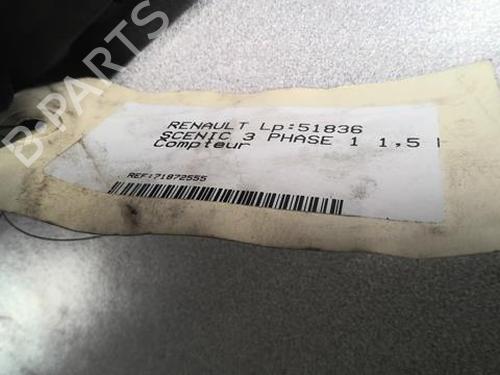 B-PARTS
RENAULT Lp:51836
SCENIC 3 PHASE 1 1,5
Compteur
REF:71872555